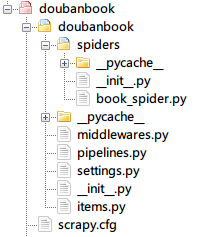 doubanbook
doubanbook
spiders
__pycache__
__init__.py
book_spider.py
__pycache__
middlewares.py
pipelines.py
settings.py
__init__.py
items.py
scrapy.cfg